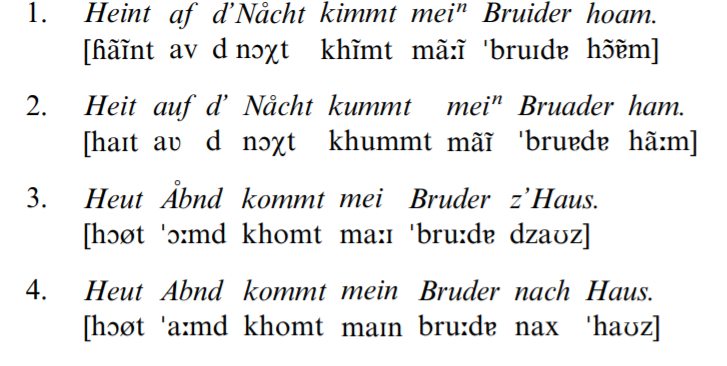 1. Heint af d’Nåcht kimmt meiⁿ Bruider hoam.
[ɦãĩnt av d nɔχt khĩmt mã:ĩ ˈbruɪdɐ hɔ̃ɐ̃m]
2. Heit auf d’ Nåcht kummt meiⁿ Bruader ham.
[haɪt aʋ d nɔχt khummt mãĩ ˈbruɐdɐ hãːm]
3. Heut Åbnd kommt mei Bruder z’Haus.
[hɔøt ˈɔːmd khomt maːɪ ˈbruːdɐ dzaʊz]
4. Heut Abnd kommt mein Bruder nach Haus.
[hɔøt ˈaːmd khomt maɪn bruːdɐ nax ˈhaʊz]